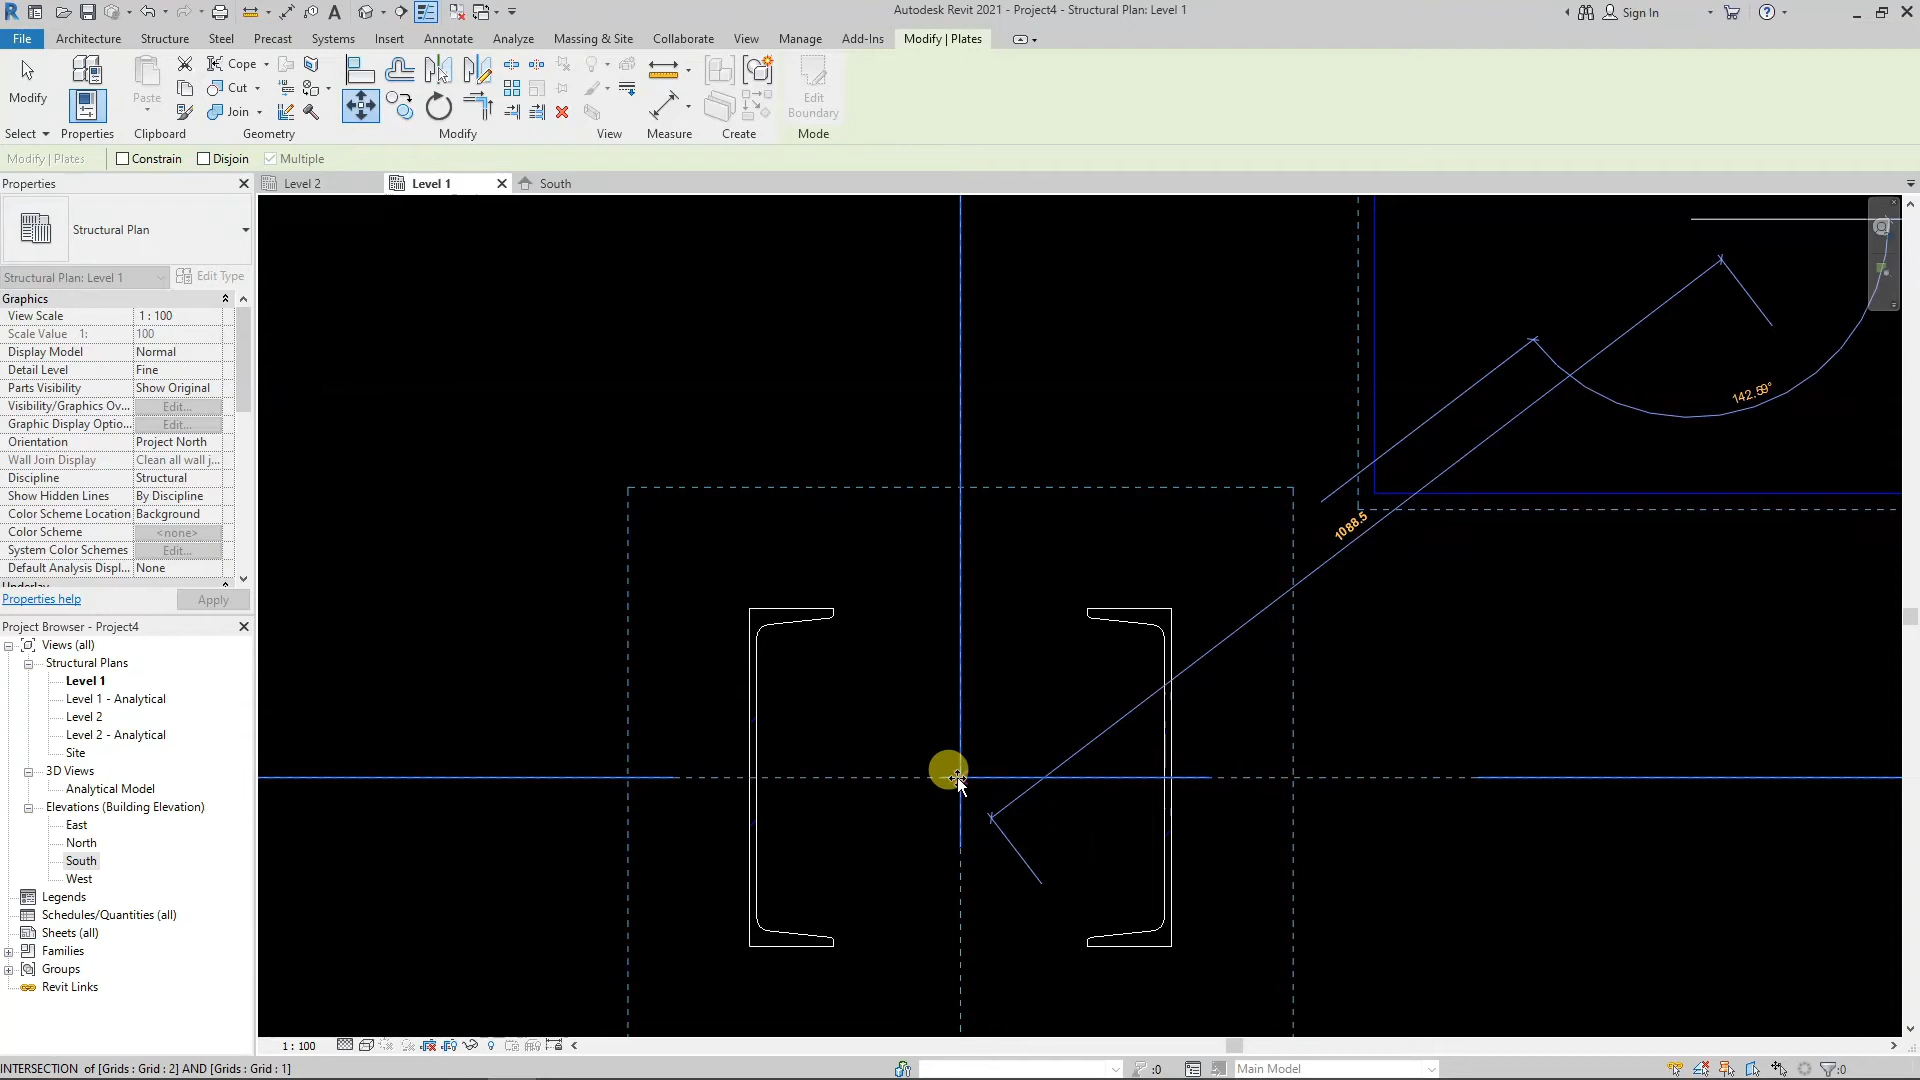 Autodesk Revit 2021 - Project4 - Structural Plan: Level 1
Sign In
File Architecture Structure Steel Precast Systems Insert Annotate Analyze Massing & Site Collaborate View Manage Add-Ins Modify | Plates
Modify Paste Cope Cut Join Edit Boundary
Select Properties Clipboard Geometry Modify View Measure Create Mode
Modify | Plates Constrain Disjoin Multiple
Properties
Level 2 Level 1 South
Structural Plan
Structural Plan: Level 1 Edit Type
Graphics
View Scale 1 : 100
Scale Value 1: 100
Display Model Normal
Detail Level Fine
Parts Visibility Show Original
Visibility/Graphics Ov... Edit...
Graphic Display Optio... Edit...
Orientation Project North
Wall Join Display Clean all wall j...
Discipline Structural
Show Hidden Lines By Discipline
Color Scheme Location Background
Color Scheme <none>
System Color Schemes Edit...
Default Analysis Displ... None
Underlay
Properties help Apply
Project Browser - Project4
Views (all)
Structural Plans
Level 1
Level 1 - Analytical
Level 2
Level 2 - Analytical
Site
3D Views
Analytical Model
Elevations (Building Elevation)
East
North
South
West
Legends
Schedules/Quantities (all)
Sheets (all)
Families
Groups
Revit Links
142.59°
1088.5
1 : 100
INTERSECTION of [Grids : Grid : 2] AND [Grids : Grid : 1]
:0
Main Model
:0